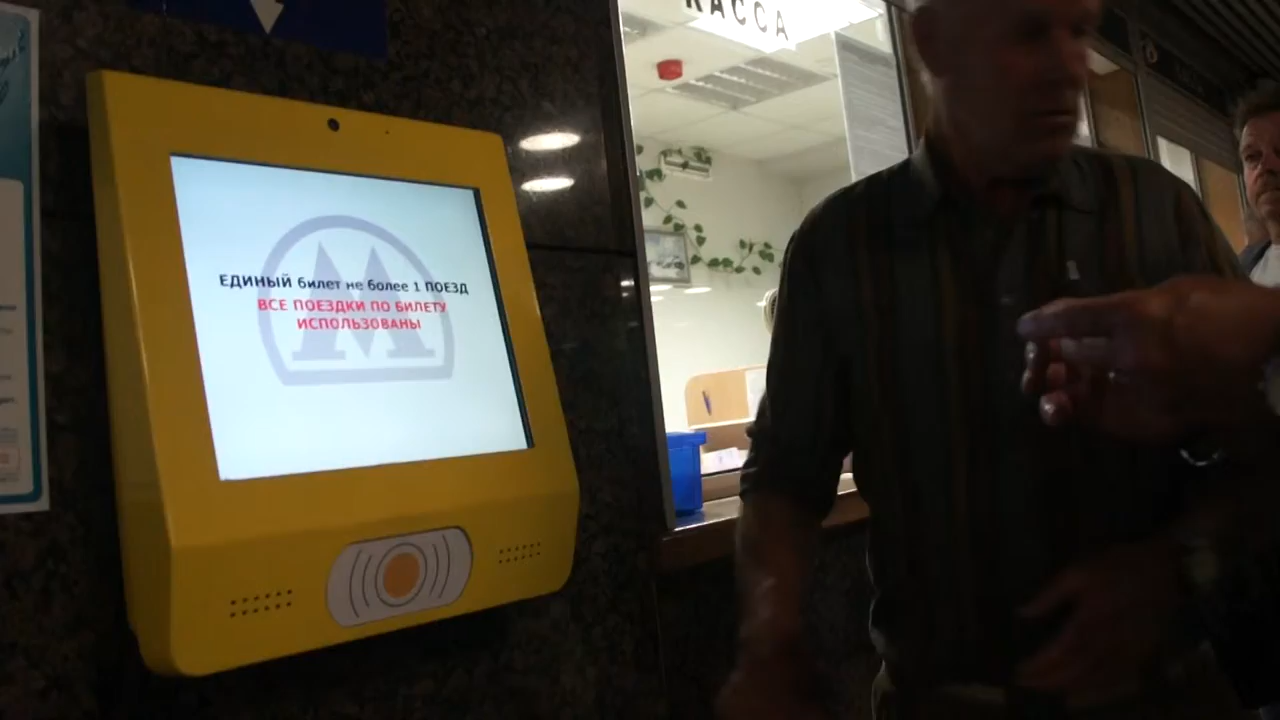 КАССА
ЕДИНЫЙ билет не более 1 ПОЕЗД
ВСЕ ПОЕЗДКИ ПО БИЛЕТУ
ИСПОЛЬЗОВАНЫ